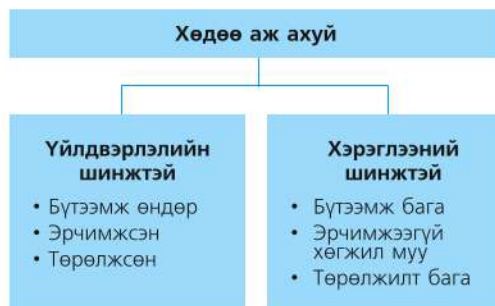 Хөдөө аж ахуй
Үйлдвэрлэлийн
шинжтэй
• Бүтээмж өндөр
• Эрчимжсэн
• Төрөлжсөн
Хэрэглээний
шинжтэй
• Бүтээмж бага
• Эрчимжээгүй
хөгжил муу
• Төрөлжилт бага